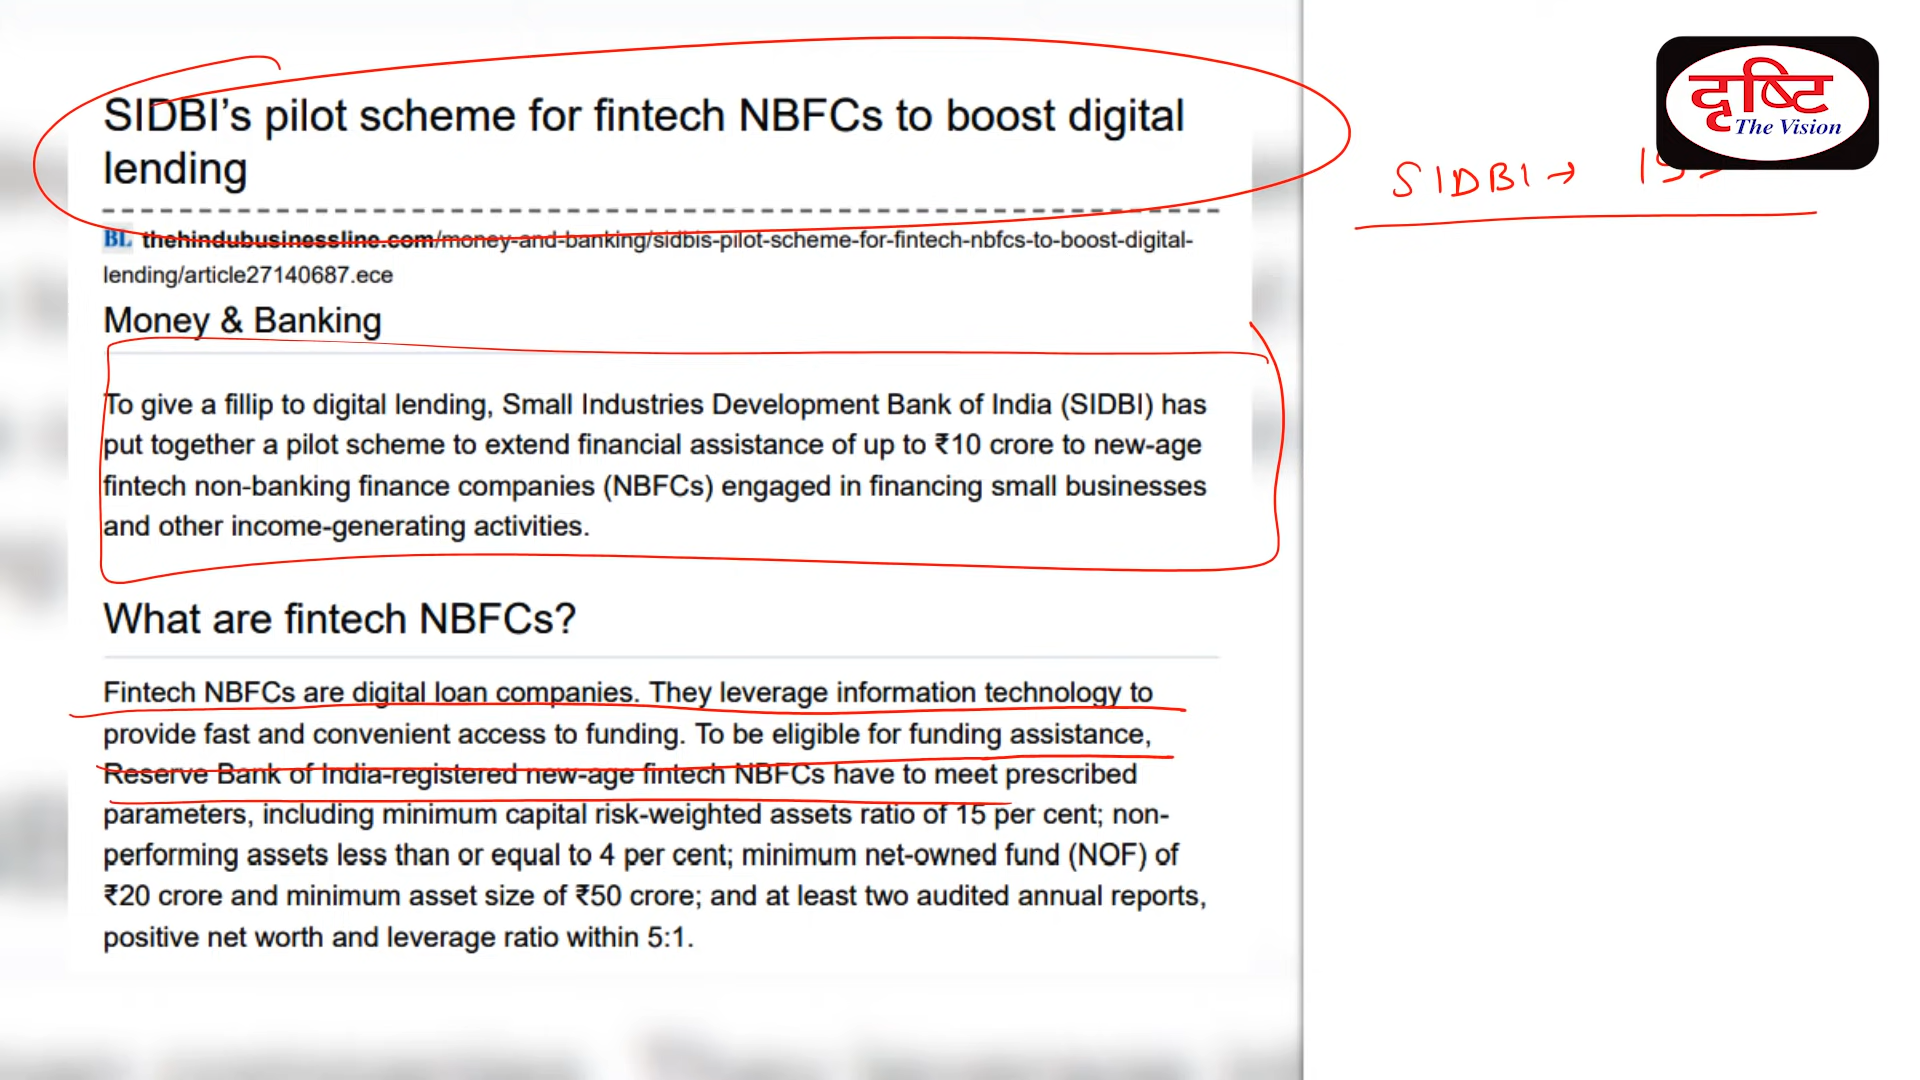 SIDBI's pilot scheme for fintech NBFCs to boost digital
lending
BL thehindubusinessline.com/money-and-banking/sidbis-pilot-scheme-for-fintech-nbfcs-to-boost-digital-
lending/article27140687.ece
Money & Banking
To give a fillip to digital lending, Small Industries Development Bank of India (SIDBI) has
put together a pilot scheme to extend financial assistance of up to ₹10 crore to new-age
fintech non-banking finance companies (NBFCs) engaged in financing small businesses
and other income-generating activities.
What are fintech NBFCs?
Fintech NBFCs are digital loan companies. They leverage information technology to
provide fast and convenient access to funding. To be eligible for funding assistance,
Reserve Bank of India-registered new-age fintech NBFCs have to meet prescribed
parameters, including minimum capital risk-weighted assets ratio of 15 per cent; non-
performing assets less than or equal to 4 per cent; minimum net-owned fund (NOF) of
₹20 crore and minimum asset size of ₹50 crore; and at least two audited annual reports,
positive net worth and leverage ratio within 5:1.
दृष्टि
The Vision
SIDBI →